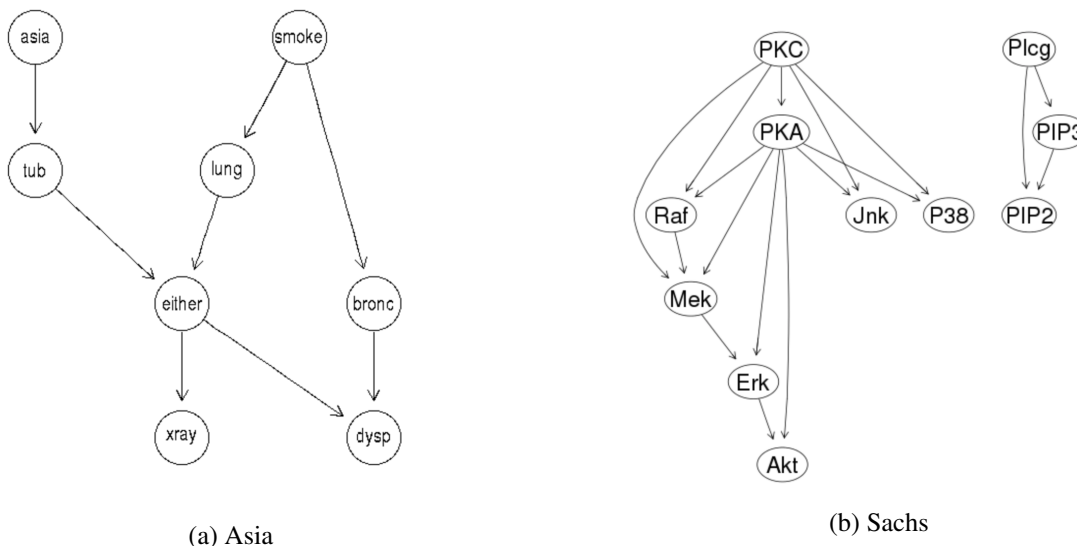 asia
smoke
tub
lung
either
bronc
xray
dysp
(a) Asia
PKC
Plcg
PKA
PIP3
Raf
Jnk
P38
PIP2
Mek
Erk
Akt
(b) Sachs